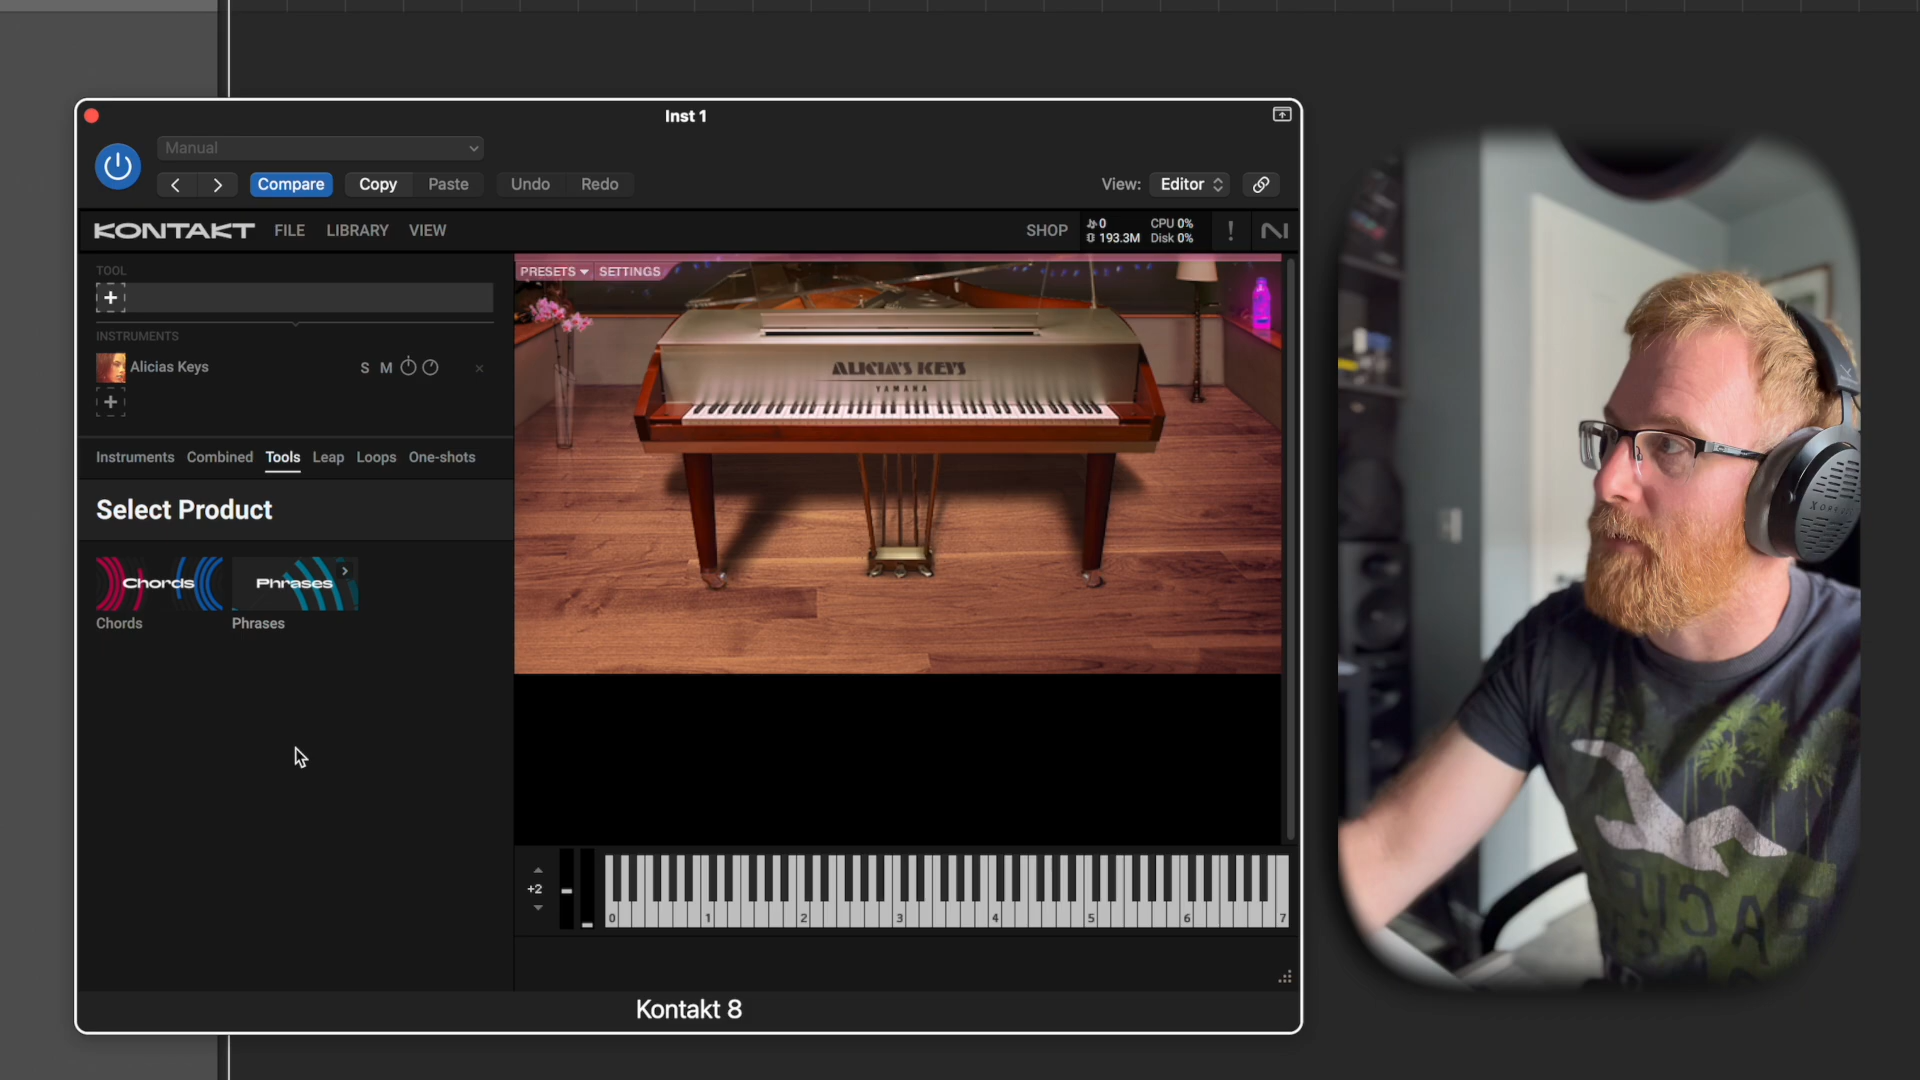 Inst 1
Manual
Compare
Copy
Paste
Undo
Redo
View:
Editor
KONTAKT
FILE
LIBRARY
VIEW
SHOP
0
193.3M
CPU 0%
Disk 0%
!
TOOL
+
INSTRUMENTS
Alicias Keys
S M
×
+
Instruments
Combined
Tools
Leap
Loops
One-shots
Select Product
Chords
Phrases
Chords
Phrases
PRESETS
SETTINGS
ALICIA'S KEYS
YAMAHA
+2
0 1 2 3 4 5 6 7
Kontakt 8